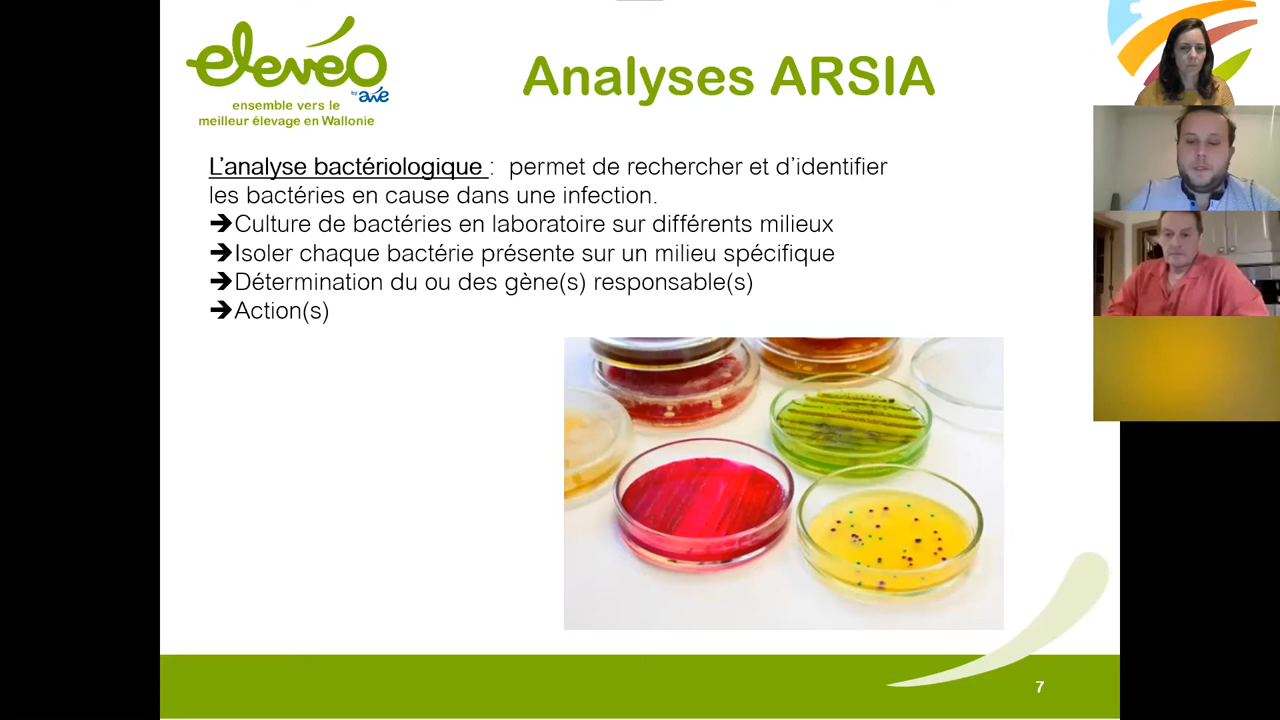 elevéo
by awe
ensemble vers le
meilleur élevage en Wallonie
Analyses ARSIA
L’analyse bactériologique : permet de rechercher et d’identifier
les bactéries en cause dans une infection.
➔Culture de bactéries en laboratoire sur différents milieux
➔Isoler chaque bactérie présente sur un milieu spécifique
➔Détermination du ou des gène(s) responsable(s)
➔Action(s)
7